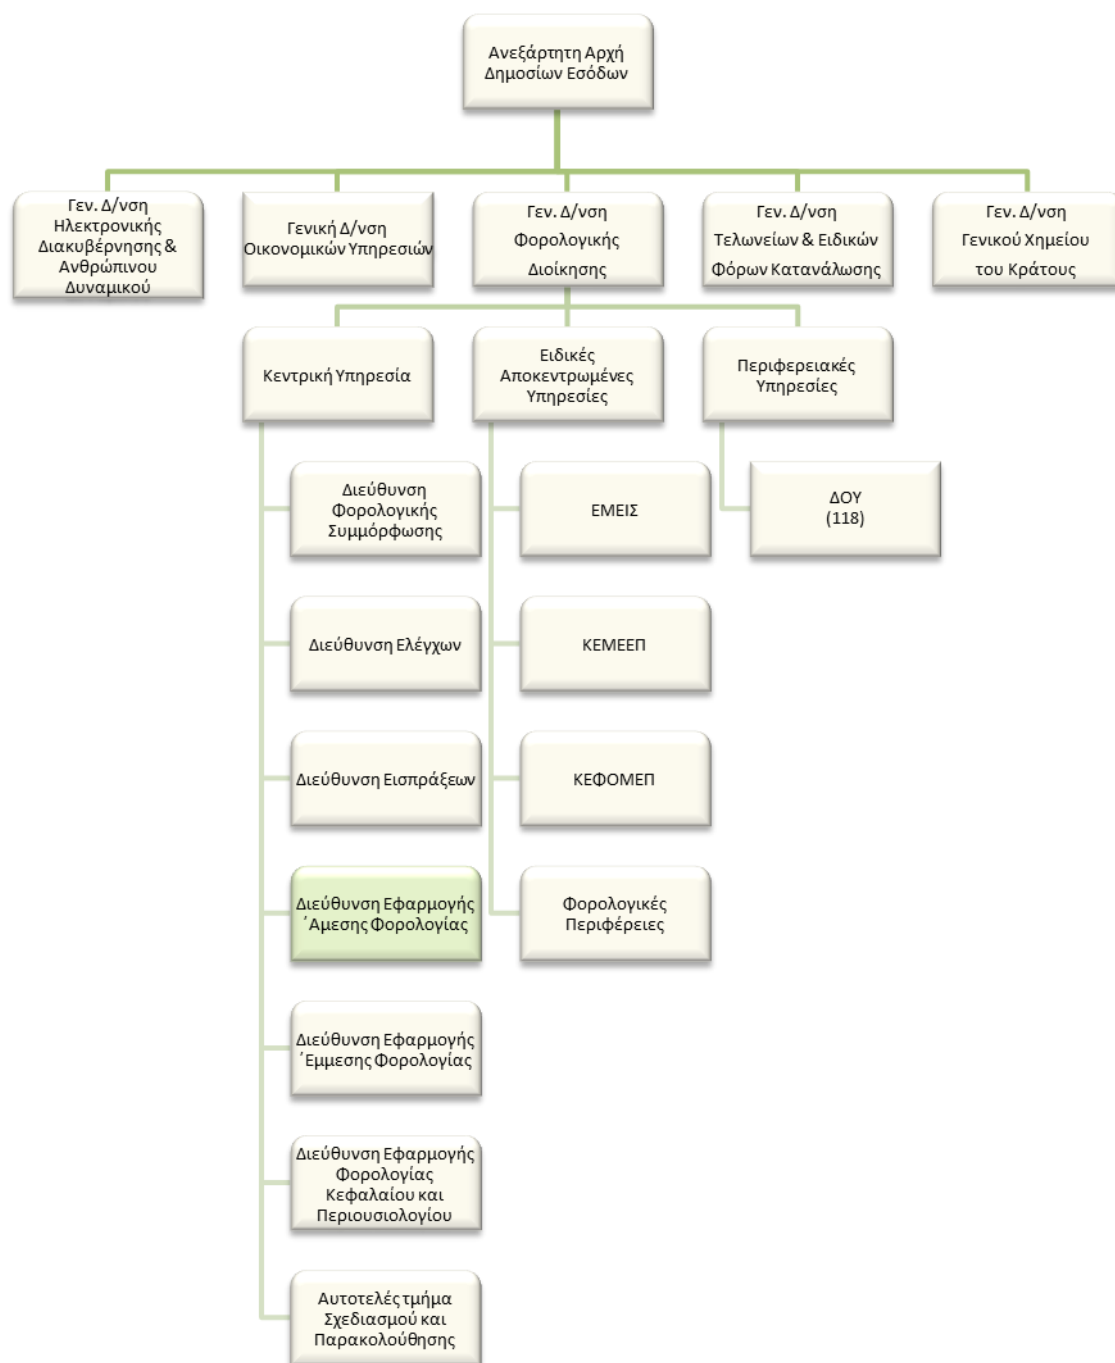 Ανεξάρτητη Αρχή
Δημοσίων Εσόδων
Γεν. Δ/νση
Ηλεκτρονικής
Διακυβέρνησης &
Ανθρώπινου
Δυναμικού
Γενική Δ/νση
Οικονομικών Υπηρεσιών
Γεν. Δ/νση
Φορολογικής
Διοίκησης
Γεν. Δ/νση
Τελωνείων & Ειδικών
Φόρων Κατανάλωσης
Γεν. Δ/νση
Γενικού Χημείου
του Κράτους
Κεντρική Υπηρεσία
Ειδικές
Αποκεντρωμένες
Υπηρεσίες
Περιφερειακές
Υπηρεσίες
Διεύθυνση
Φορολογικής
Συμμόρφωσης
ΕΜΕΙΣ
ΔΟΥ
(118)
Διεύθυνση Ελέγχων
ΚΕΜΕΕΠ
Διεύθυνση Εισπράξεων
ΚΕΦΟΜΕΠ
Διεύθυνση Εφαρμογής
΄Αμεσης Φορολογίας
Φορολογικές
Περιφέρειες
Διεύθυνση Εφαρμογής
΄Εμμεσης Φορολογίας
Διεύθυνση Εφαρμογής
Φορολογίας
Κεφαλαίου και
Περιουσιολογίου
Αυτοτελές τμήμα
Σχεδιασμού και
Παρακολούθησης